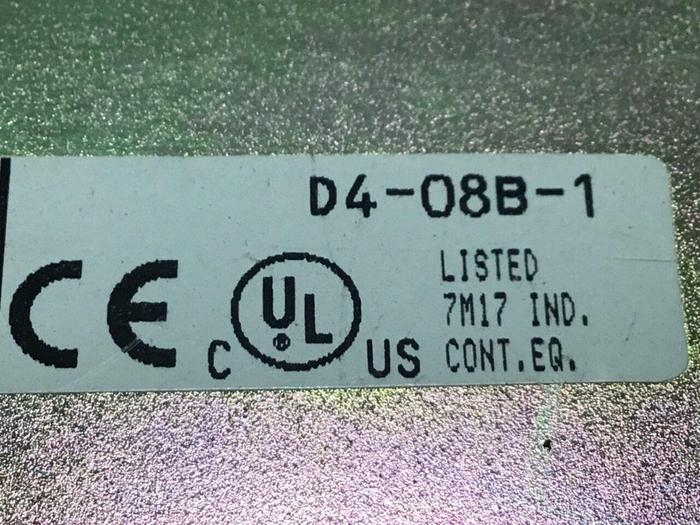 D4-08B-1
CE
C UL® US
LISTED
7M17 IND.
CONT.EQ.